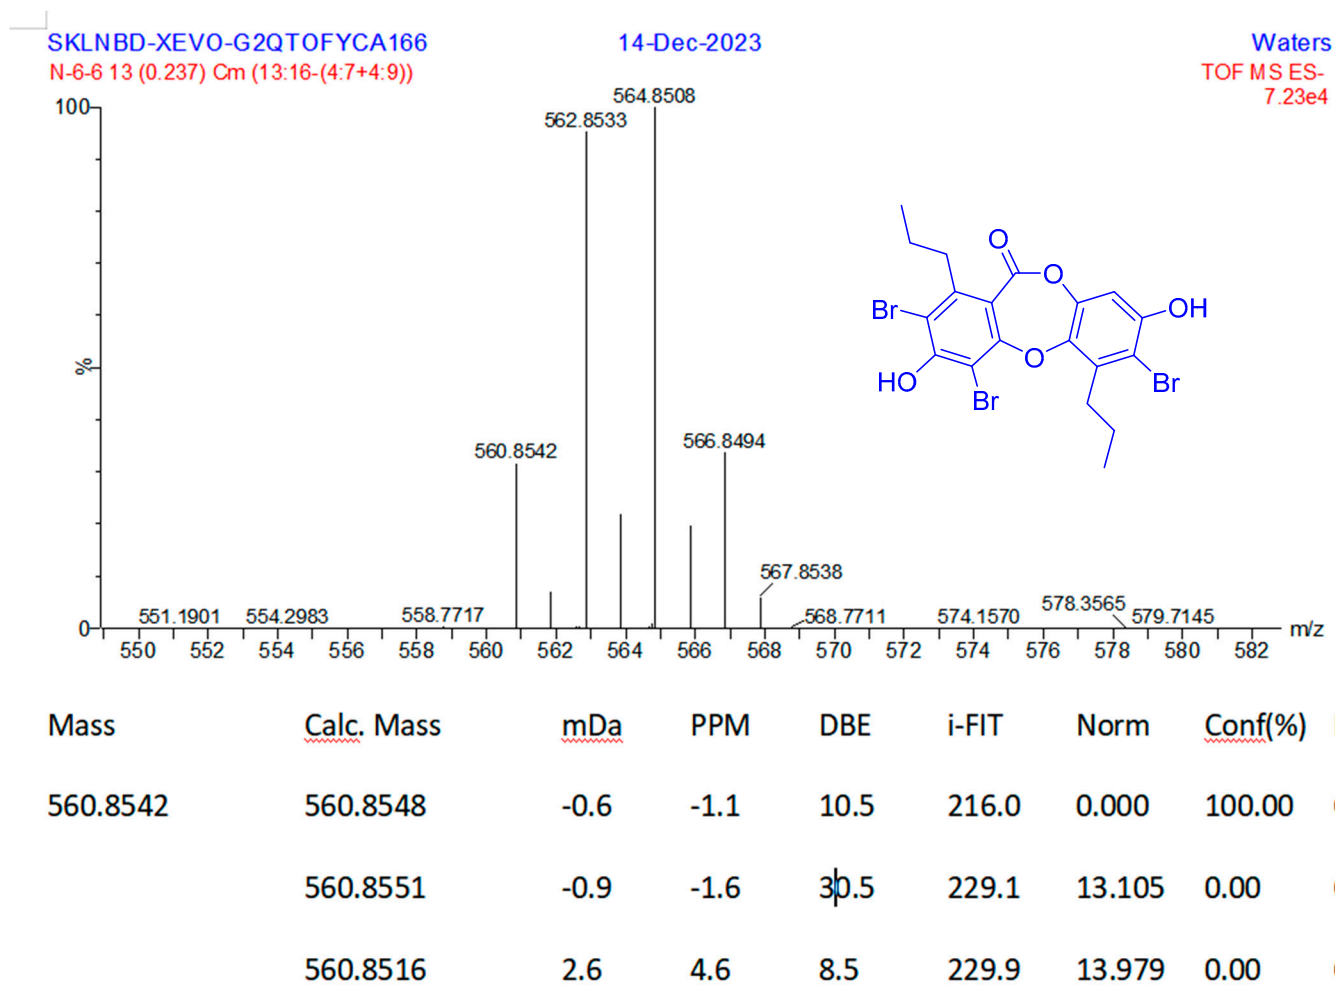 SKLNBD-XEVO-G2QTOFYCA166 14-Dec-2023 Waters
N-6-6 13 (0.237) Cm (13:16-(4:7+4:9)) TOF MS ES-
7.23e4
100
564.8508
562.8533
%
560.8542
566.8494
O
O
Br
OH
O
HO
Br
Br
567.8538
551.1901 554.2983 558.7717 568.7711 574.1570 578.3565 579.7145
0
m/z
550 552 554 556 558 560 562 564 566 568 570 572 574 576 578 580 582
Mass Calc. Mass mDa PPM DBE i-FIT Norm Conf(%)
560.8542 560.8548 -0.6 -1.1 10.5 216.0 0.000 100.00
560.8551 -0.9 -1.6 30.5 229.1 13.105 0.00
560.8516 2.6 4.6 8.5 229.9 13.979 0.00